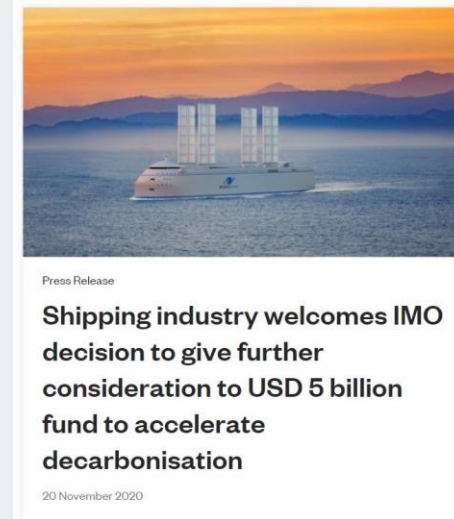 Press Release
Shipping industry welcomes IMO
decision to give further
consideration to USD 5 billion
fund to accelerate
decarbonisation
20 November 2020